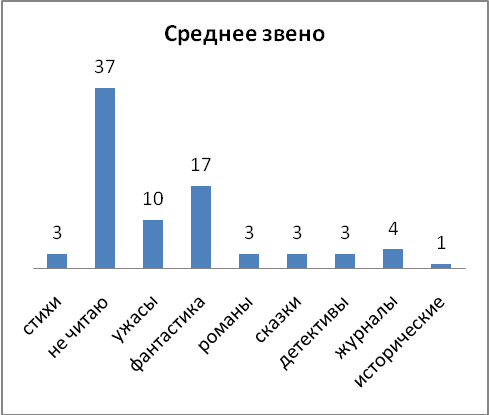 Среднее звено
37
17
10
3
3
3
3
4
1
стихи
не читаю
ужасы
фантастика
романы
сказки
детективы
журналы
исторические